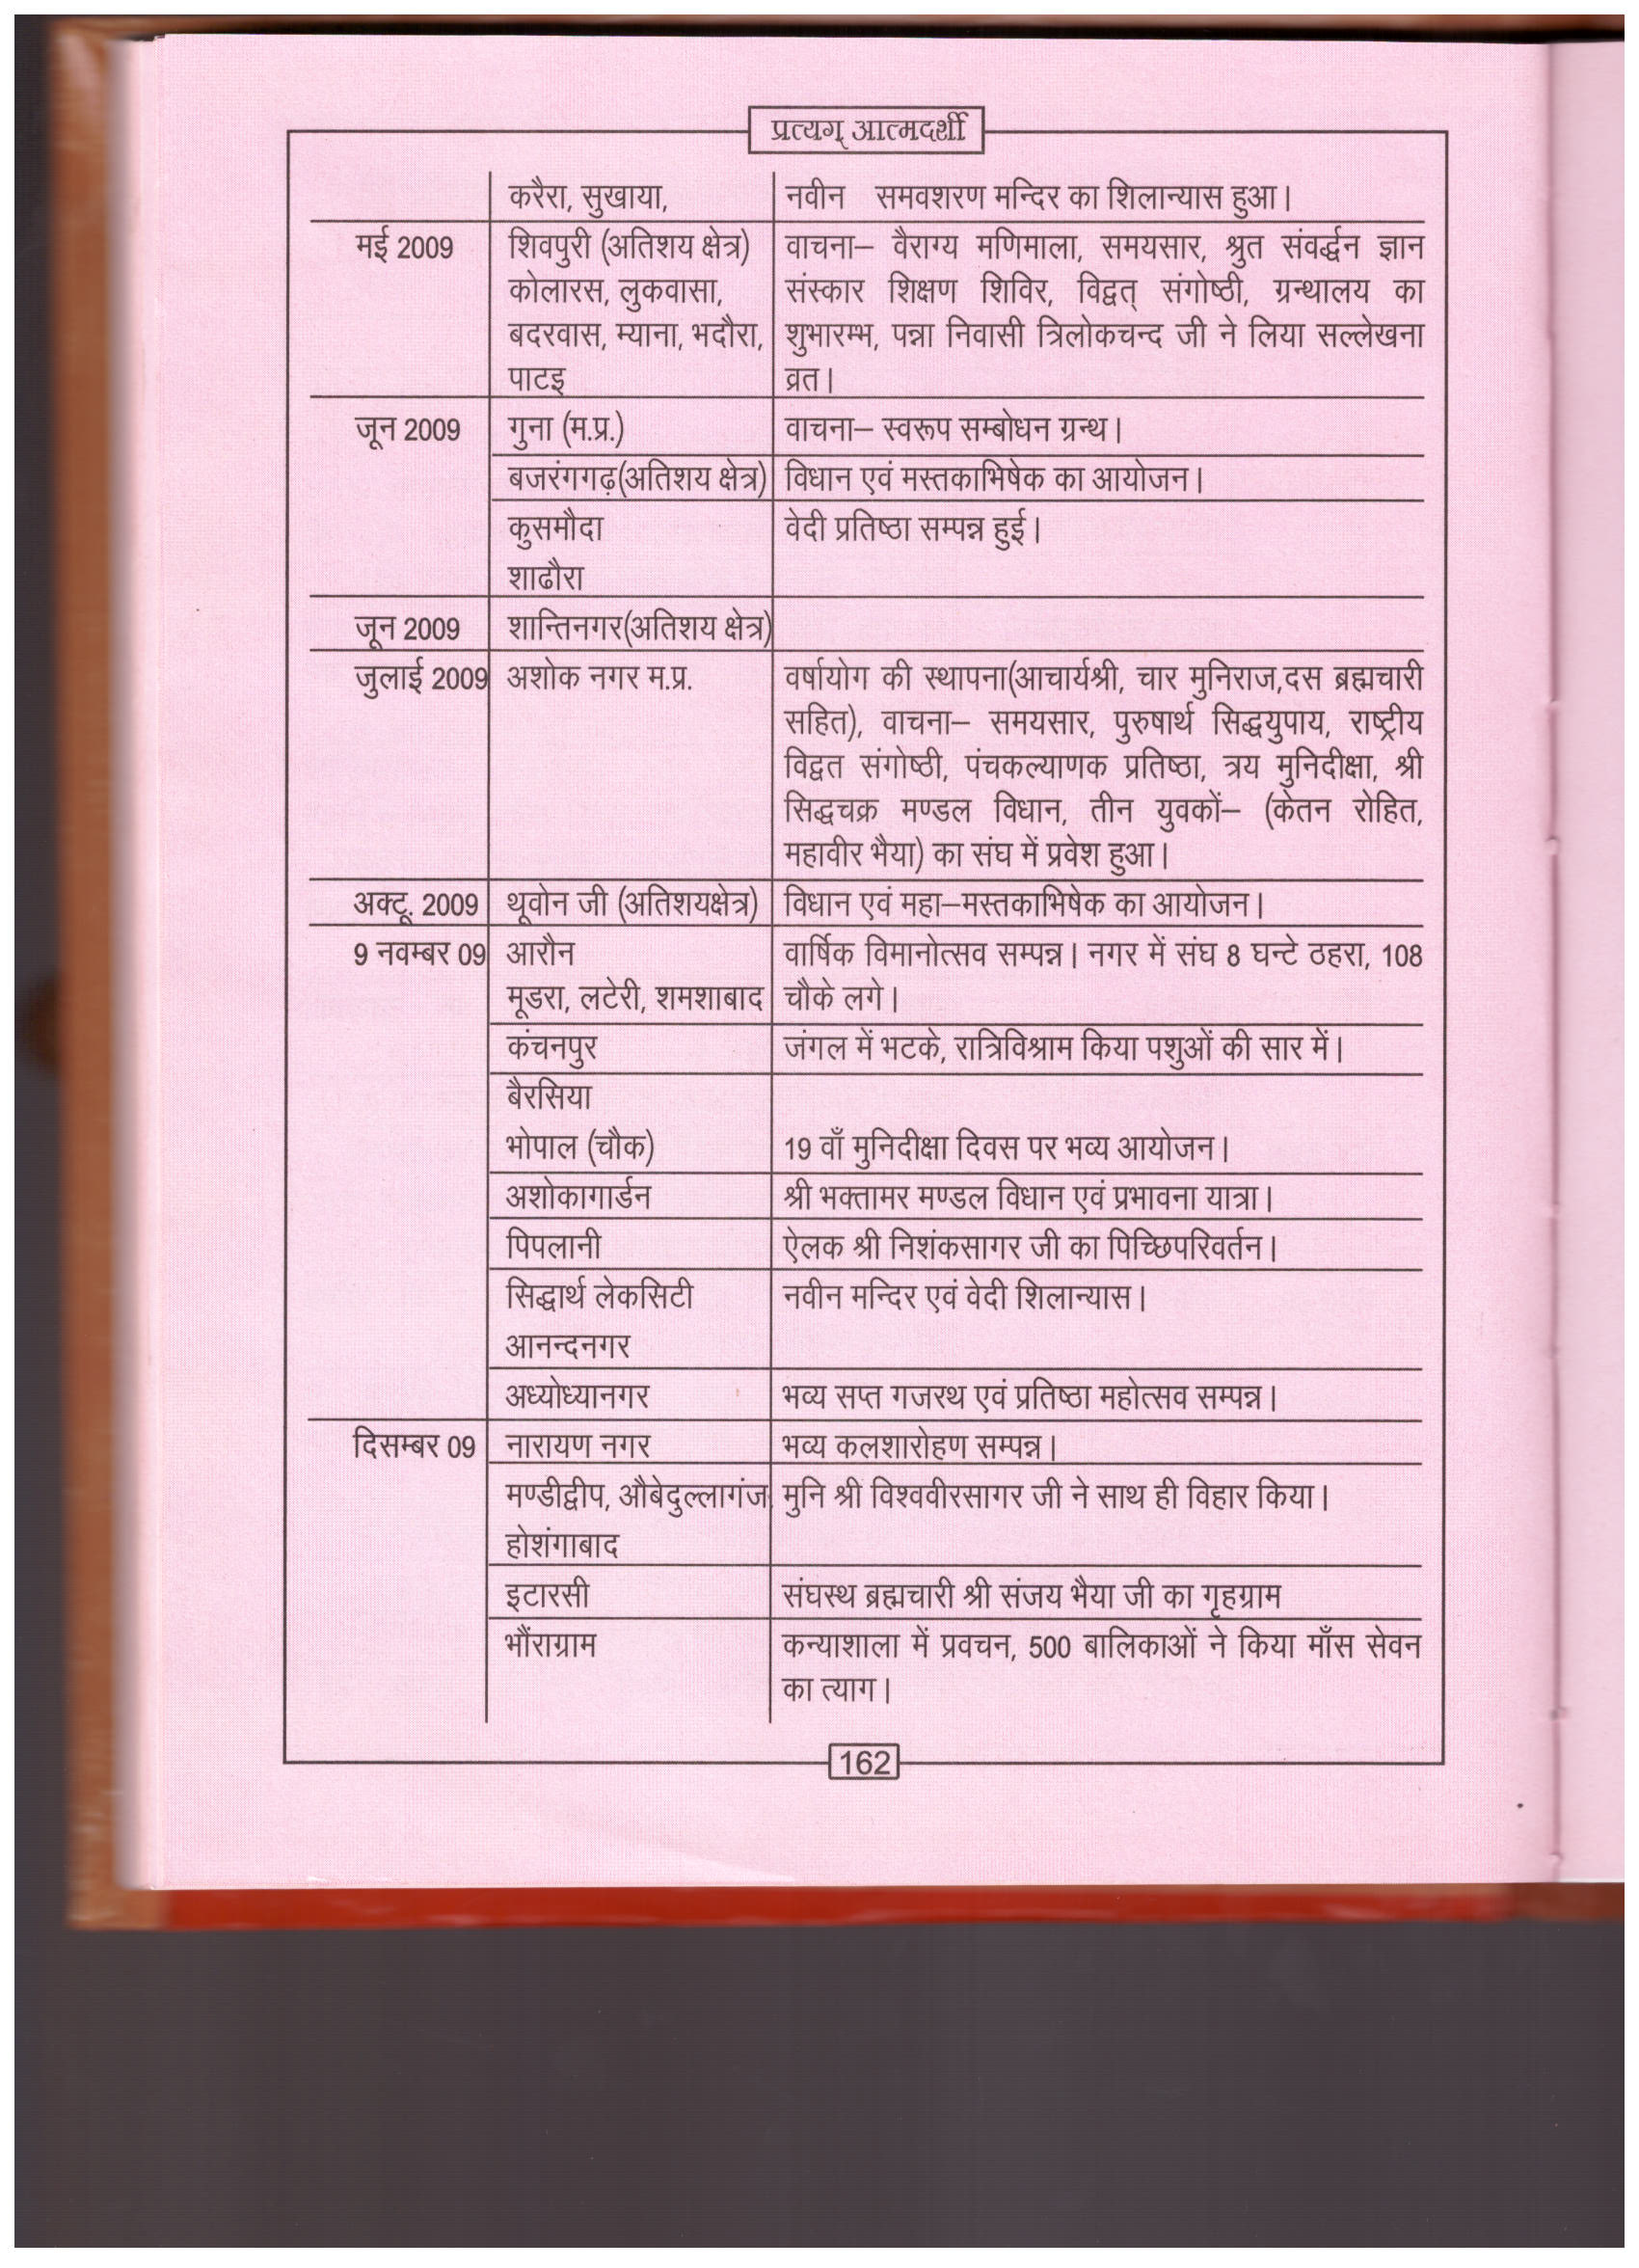 प्रत्यग् आत्मदर्शी
करैरा, सुखाया, नवीन समवशरण मन्दिर का शिलान्यास हुआ।
मई 2009 शिवपुरी (अतिशय क्षेत्र) वाचना– वैराग्य मणिमाला, समयसार, श्रुत संवर्द्धन ज्ञान
कोलारस, लुकवासा, संस्कार शिक्षण शिविर, विद्वत् संगोष्ठी, ग्रन्थालय का
बदरवास, म्याना, भदौरा, शुभारम्भ, पन्ना निवासी त्रिलोकचन्द जी ने लिया सल्लेखना
पाटइ व्रत।
जून 2009 गुना (म.प्र.) वाचना– स्वरूप सम्बोधन ग्रन्थ।
बजरंगगढ़(अतिशय क्षेत्र) विधान एवं मस्तकाभिषेक का आयोजन।
कुसमौदा वेदी प्रतिष्ठा सम्पन्न हुई।
शाढौरा
जून 2009 शान्तिनगर(अतिशय क्षेत्र)
जुलाई 2009 अशोक नगर म.प्र. वर्षायोग की स्थापना(आचार्यश्री, चार मुनिराज,दस ब्रह्मचारी
सहित), वाचना– समयसार, पुरुषार्थ सिद्धयुपाय, राष्ट्रीय
विद्वत संगोष्ठी, पंचकल्याणक प्रतिष्ठा, त्रय मुनिदीक्षा, श्री
सिद्धचक्र मण्डल विधान, तीन युवकों– (केतन रोहित,
महावीर भैया) का संघ में प्रवेश हुआ।
अक्टू. 2009 थूवोन जी (अतिशयक्षेत्र) विधान एवं महा–मस्तकाभिषेक का आयोजन।
9 नवम्बर 09 आरौन वार्षिक विमानोत्सव सम्पन्न। नगर में संघ 8 घन्टे ठहरा, 108
मूडरा, लटेरी, शमशाबाद चौके लगे।
कंचनपुर जंगल में भटके, रात्रिविश्राम किया पशुओं की सार में।
बैरसिया
भोपाल (चौक) 19 वाँ मुनिदीक्षा दिवस पर भव्य आयोजन।
अशोकागार्डन श्री भक्तामर मण्डल विधान एवं प्रभावना यात्रा।
पिपलानी ऐलक श्री निशंकसागर जी का पिच्छिपरिवर्तन।
सिद्धार्थ लेकसिटी नवीन मन्दिर एवं वेदी शिलान्यास।
आनन्दनगर
अध्योध्यानगर भव्य सप्त गजरथ एवं प्रतिष्ठा महोत्सव सम्पन्न।
दिसम्बर 09 नारायण नगर भव्य कलशारोहण सम्पन्न।
मण्डीद्वीप, औबेदुल्लागंज, मुनि श्री विश्ववीरसागर जी ने साथ ही विहार किया।
होशंगाबाद
इटारसी संघस्थ ब्रह्मचारी श्री संजय भैया जी का गृहग्राम
भौंराग्राम कन्याशाला में प्रवचन, 500 बालिकाओं ने किया माँस सेवन
का त्याग।
162